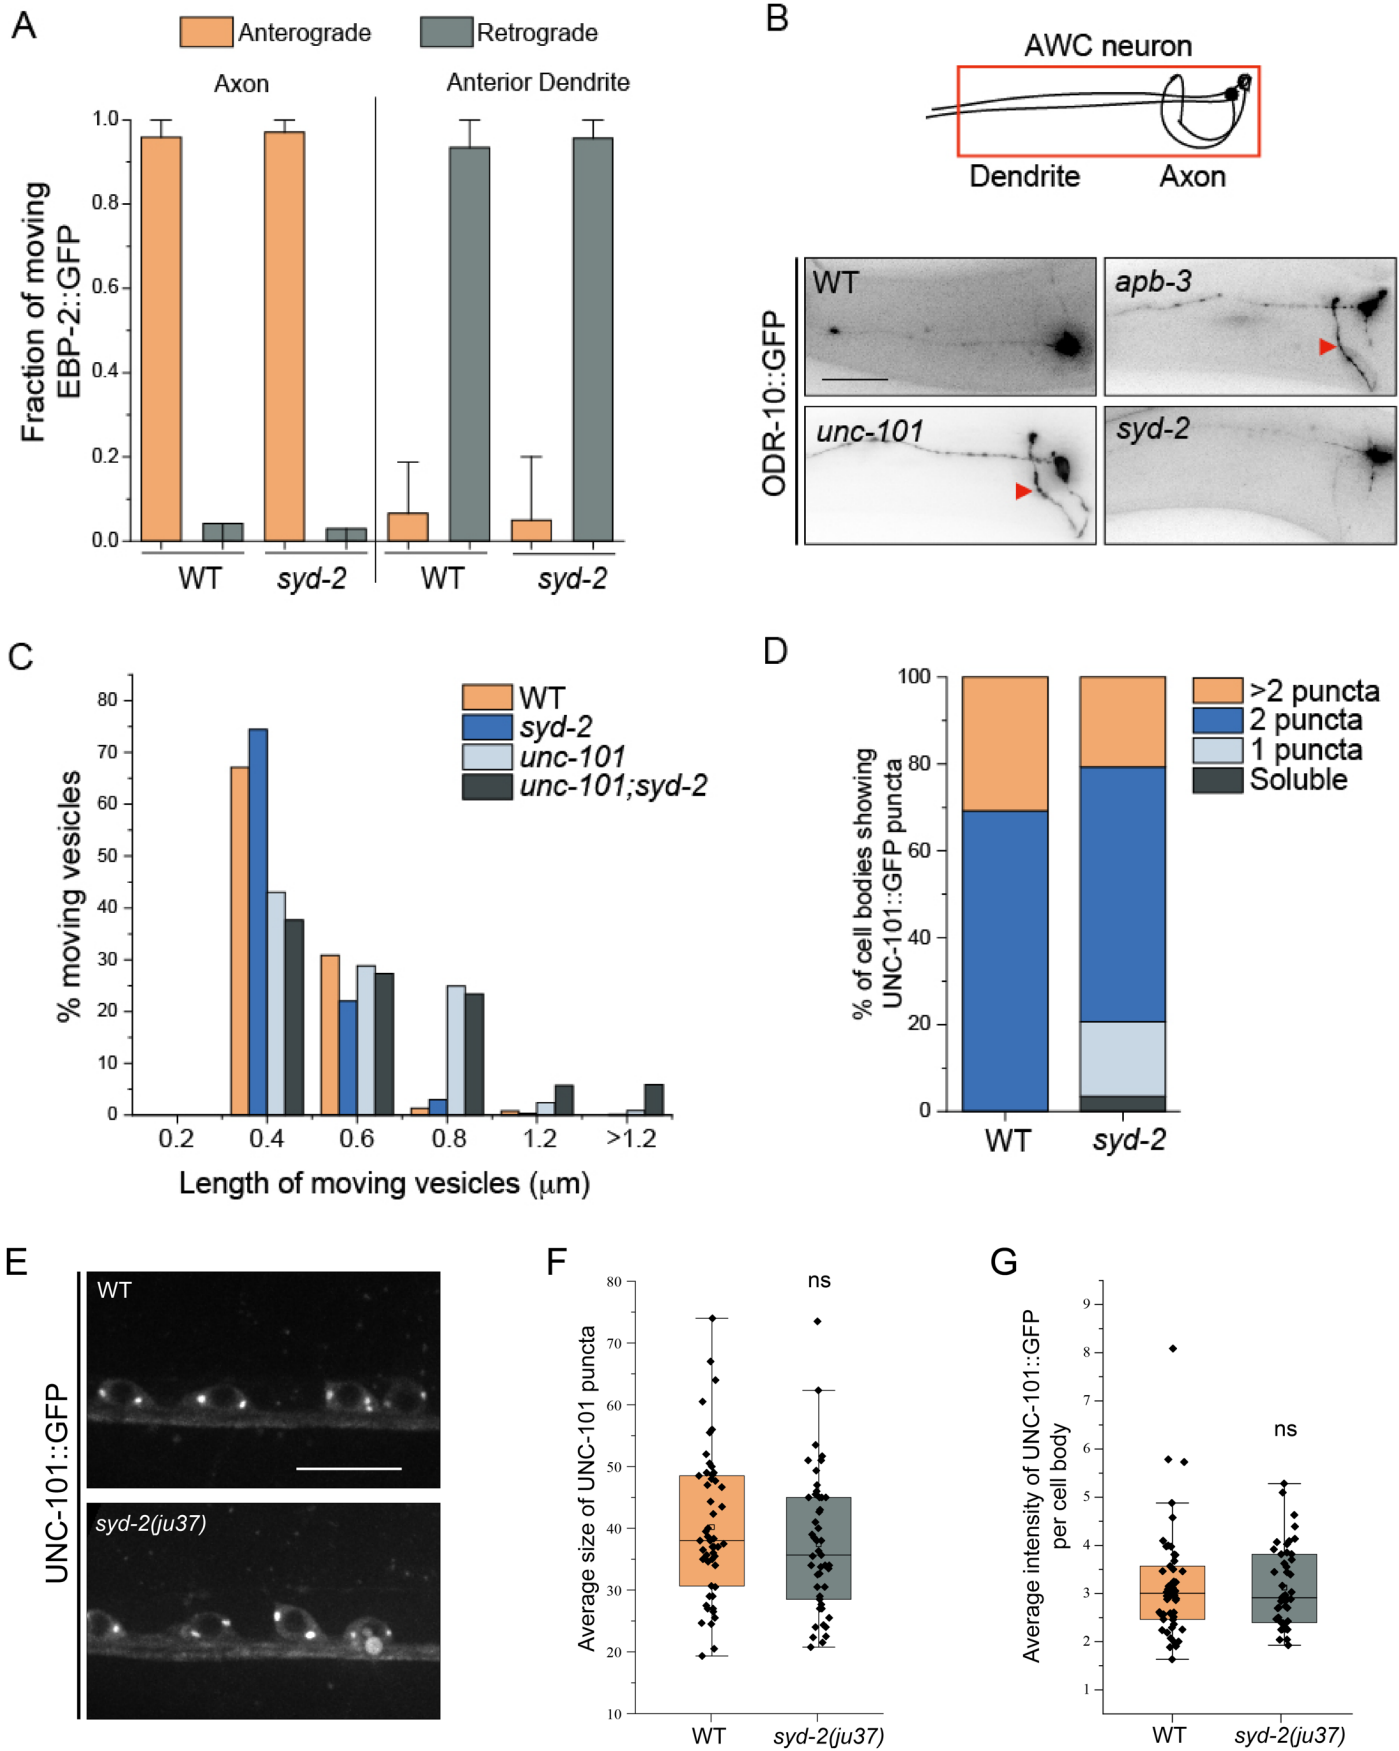 A
Anterograde
Retrograde
Axon
Anterior Dendrite
Fraction of moving
EBP-2::GFP
1.0
0.8
0.6
0.4
0.2
0.0
WT
syd-2
WT
syd-2
B
AWC neuron
Dendrite
Axon
ODR-10::GFP
WT
apb-3
unc-101
syd-2
C
% moving vesicles
80
70
60
50
40
30
20
10
0
WT
syd-2
unc-101
unc-101;syd-2
0.2
0.4
0.6
0.8
1.2
>1.2
Length of moving vesicles (μm)
D
% of cell bodies showing
UNC-101::GFP puncta
100
80
60
40
20
0
>2 puncta
2 puncta
1 puncta
Soluble
WT
syd-2
E
UNC-101::GFP
WT
syd-2(ju37)
F
Average size of UNC-101 puncta
80
70
60
50
40
30
20
10
ns
WT
syd-2(ju37)
G
Average intensity of UNC-101::GFP
per cell body
9
8
7
6
5
4
3
2
1
ns
WT
syd-2(ju37)